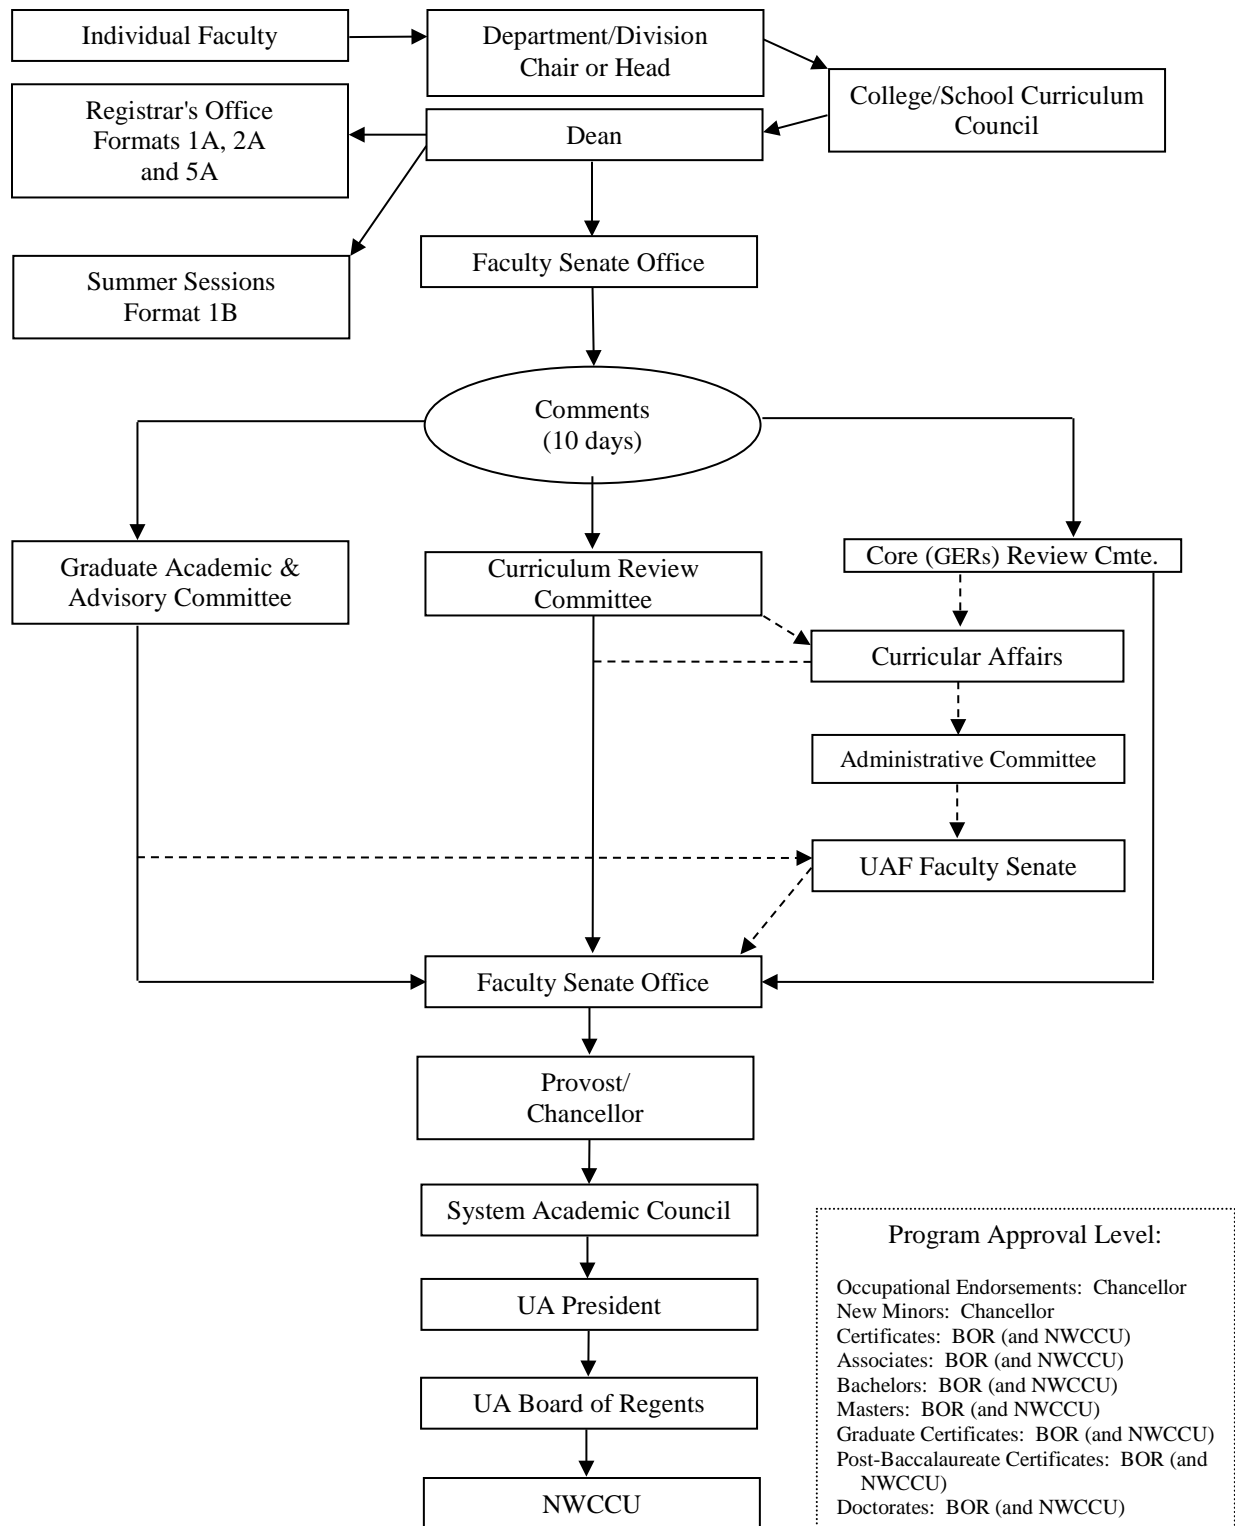 Individual Faculty
Department/Division
Chair or Head
Registrar's Office
Formats 1A, 2A
and 5A
College/School Curriculum
Council
Dean
Faculty Senate Office
Summer Sessions
Format 1B
Comments
(10 days)
Graduate Academic &
Advisory Committee
Curriculum Review
Committee
Core (GERs) Review Cmte.
Curricular Affairs
Administrative Committee
UAF Faculty Senate
Faculty Senate Office
Provost/
Chancellor
System Academic Council
UA President
UA Board of Regents
NWCCU
Program Approval Level:
Occupational Endorsements: Chancellor
New Minors: Chancellor
Certificates: BOR (and NWCCU)
Associates: BOR (and NWCCU)
Bachelors: BOR (and NWCCU)
Masters: BOR (and NWCCU)
Graduate Certificates: BOR (and NWCCU)
Post-Baccalaureate Certificates: BOR (and
NWCCU)
Doctorates: BOR (and NWCCU)